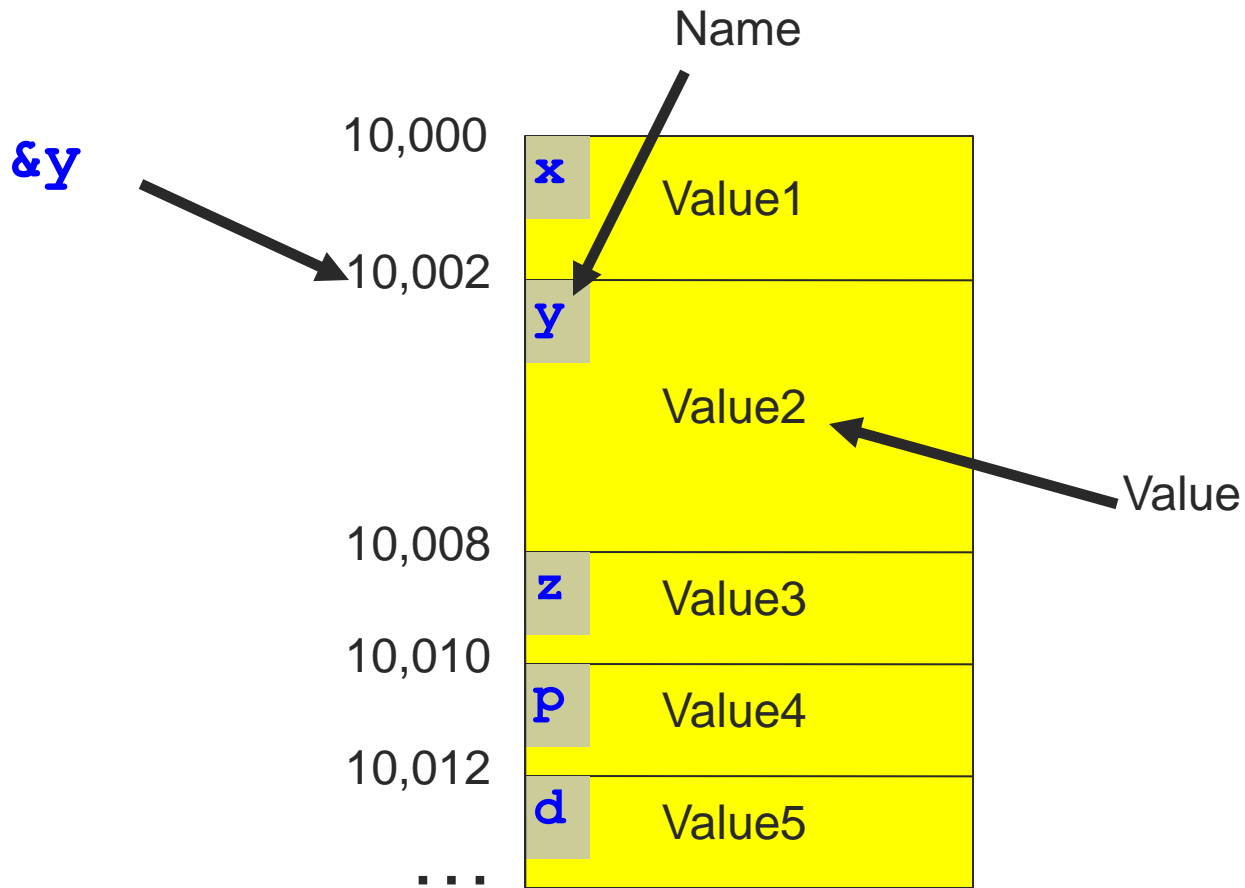 Name
10,000
&y
x
Value1
10,002
y
Value2
Value
10,008
z
Value3
10,010
p
Value4
10,012
d
Value5
...